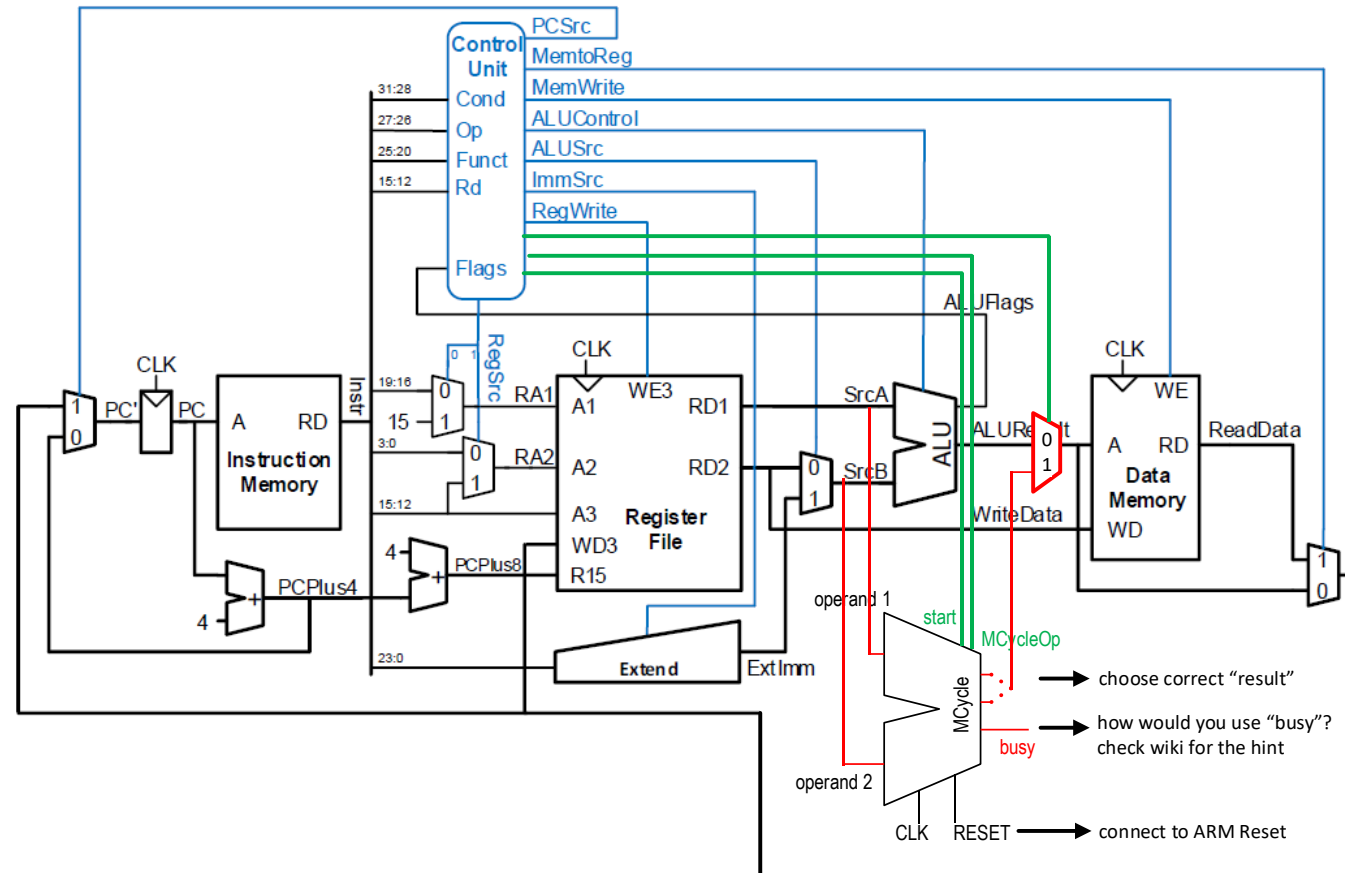 PCSrc
Control
Unit
MemtoReg
MemWrite
ALUControl
ALUSrc
ImmSrc
RegWrite
31:28
Cond
27:26
Op
25:20
Funct
15:12
Rd
Flags
ALUFlags
CLK
RegSrc
0 1
CLK
CLK
Instr
19:16
0
15
1
RA1
A1
WE3
RD1
SrcA
WE
1
0
PC'
PC
A
RD
Instruction
Memory
3:0
0
1
RA2
A2
RD2
0
1
SrcB
ALU
ALUResult
0
1
A
RD
ReadData
Data
Memory
15:12
A3
Register
File
WriteData
WD
4
+
PCPlus8
WD3
R15
4
+
PCPlus4
1
0
operand 1
start
MCycleOp
23:0
Extend
ExtImm
MCycle
choose correct “result”
busy
how would you use “busy”?
check wiki for the hint
operand 2
CLK
RESET
connect to ARM Reset